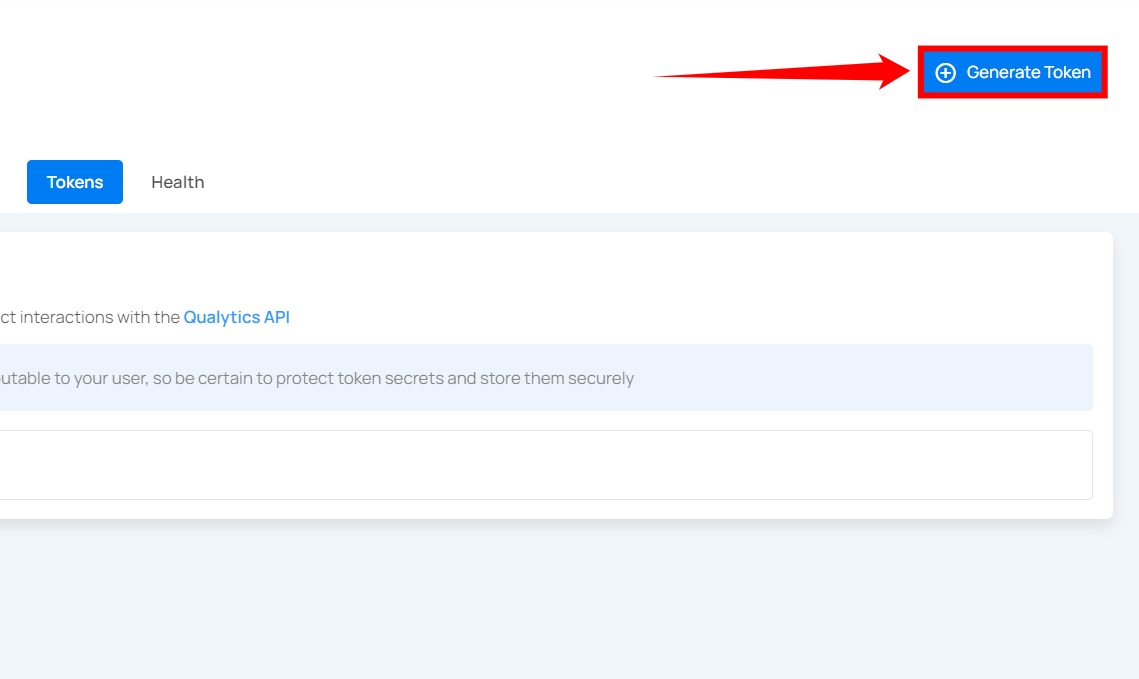 Generate Token
Tokens
Health
ct interactions with the Qualytics API
utable to your user, so be certain to protect token secrets and store them securely